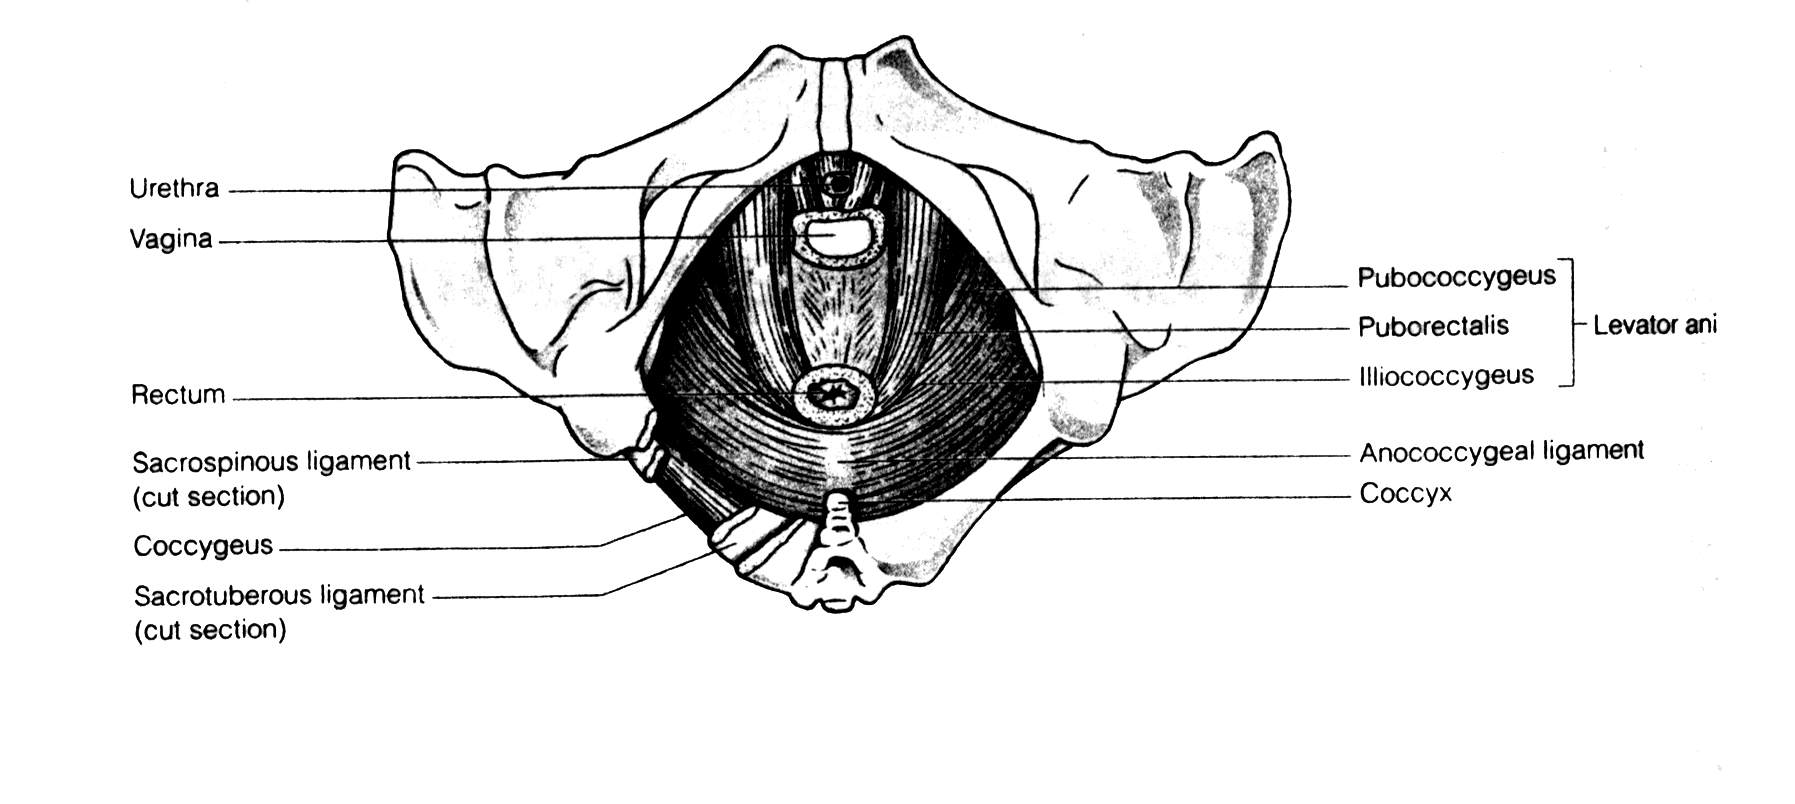 Urethra
Vagina
Rectum
Sacrospinous ligament
(cut section)
Coccygeus
Sacrotuberous ligament
(cut section)
Pubococcygeus
Puborectalis
Levator ani
Illiococcygeus
Anococcygeal ligament
Coccyx